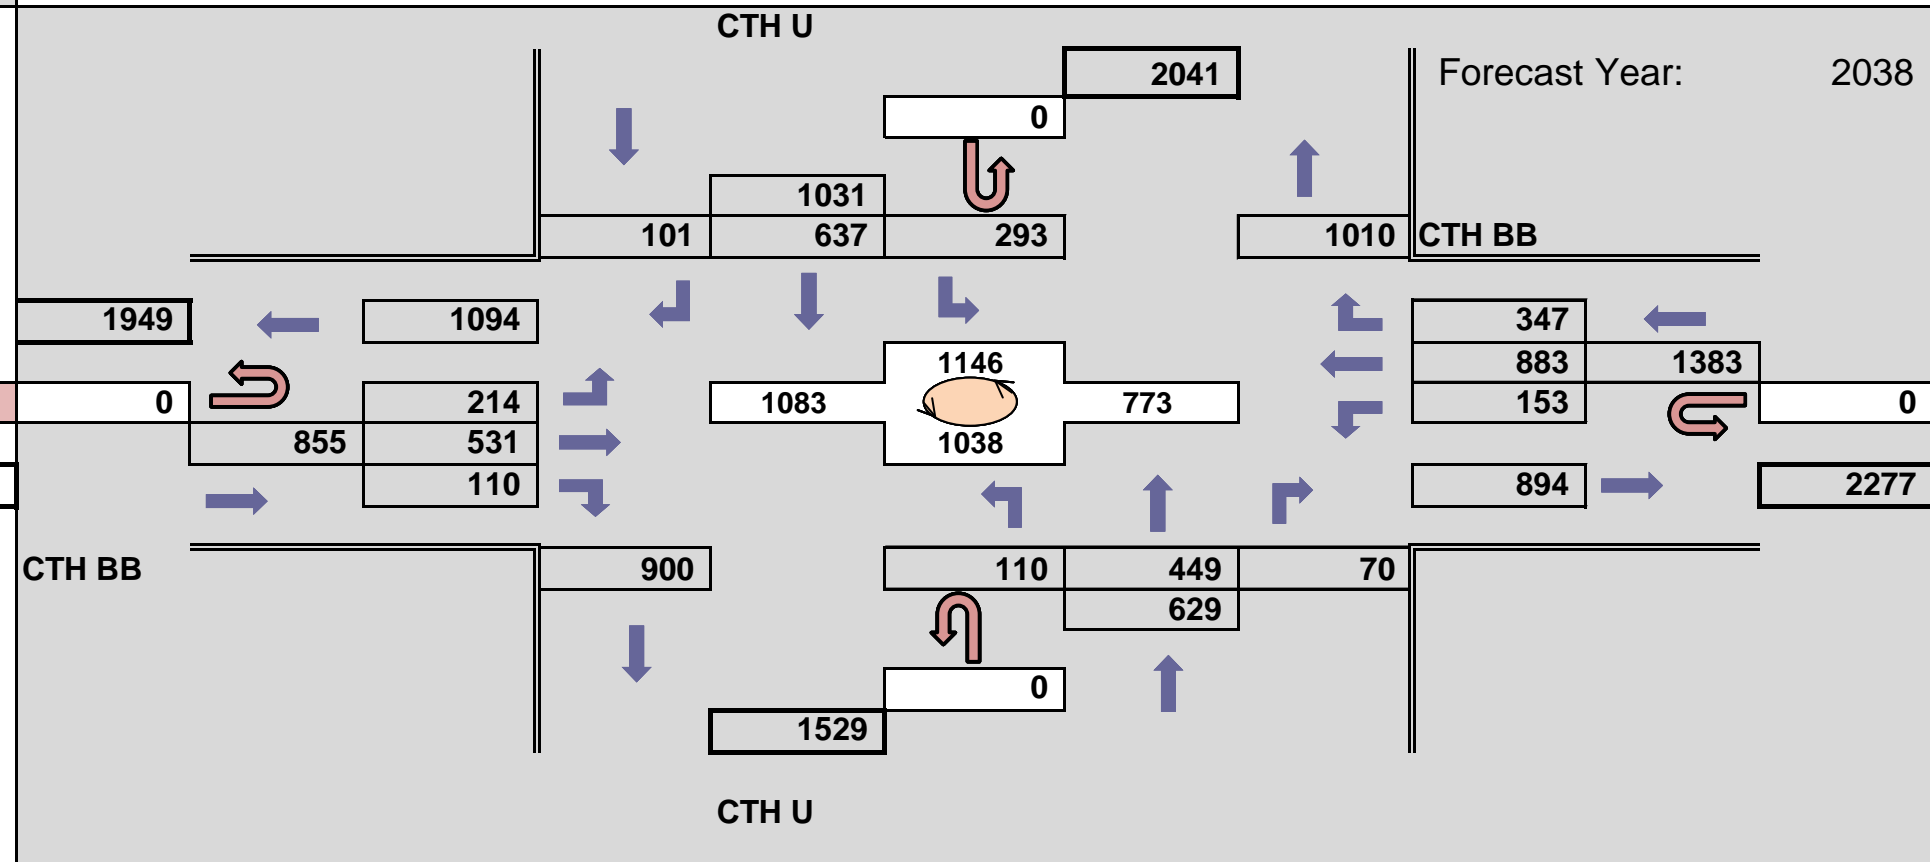 CTH U
2041
Forecast Year: 2038
0
1031
101 637 293 1010 CTH BB
1949 1094 347
1146 883 1383
0 214 1083 773 153 0
855 531 1038
110 894 2277
CTH BB 900 110 449 70
629
0
1529
CTH U